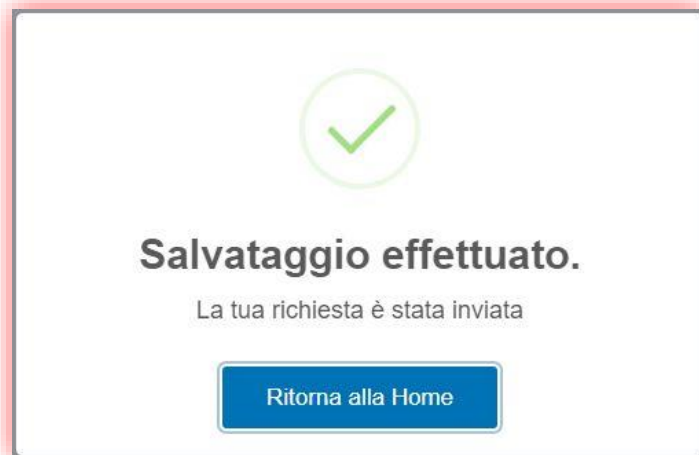 Salvataggio effettuato.
La tua richiesta è stata inviata
Ritorna alla Home